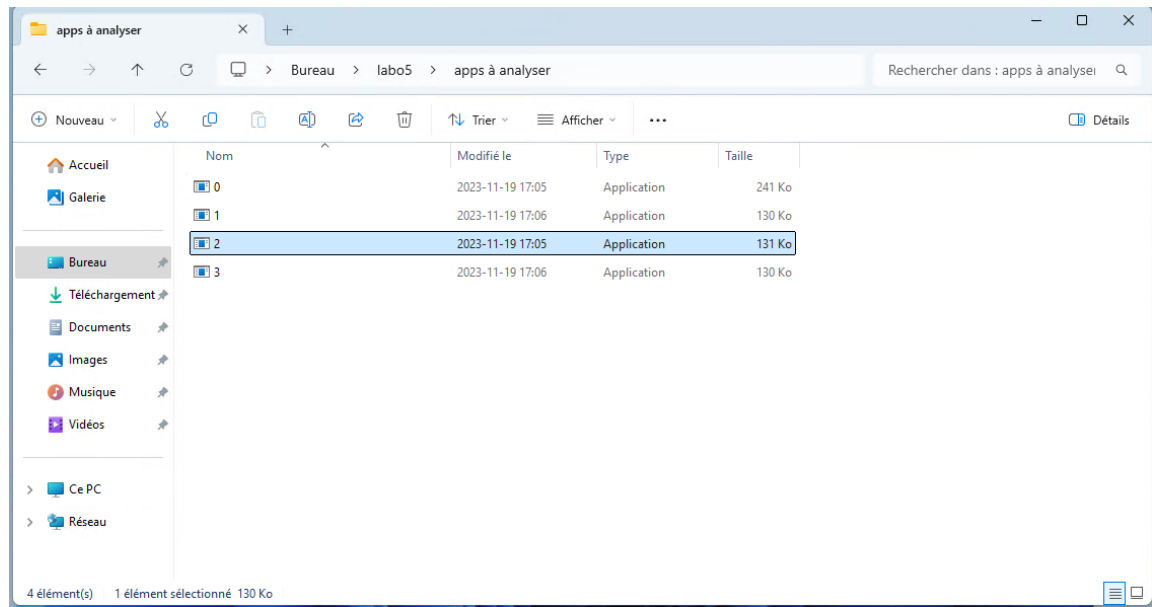 apps à analyser
Bureau > labo5 > apps à analyser
Rechercher dans : apps à analyser
Nouveau
Trier
Afficher
Détails
Accueil
Galerie
Bureau
Téléchargement
Documents
Images
Musique
Vidéos
Ce PC
Réseau
Nom Modifié le Type Taille
0 2023-11-19 17:05 Application 241 Ko
1 2023-11-19 17:06 Application 130 Ko
2 2023-11-19 17:05 Application 131 Ko
3 2023-11-19 17:06 Application 130 Ko
4 élément(s) 1 élément sélectionné 130 Ko